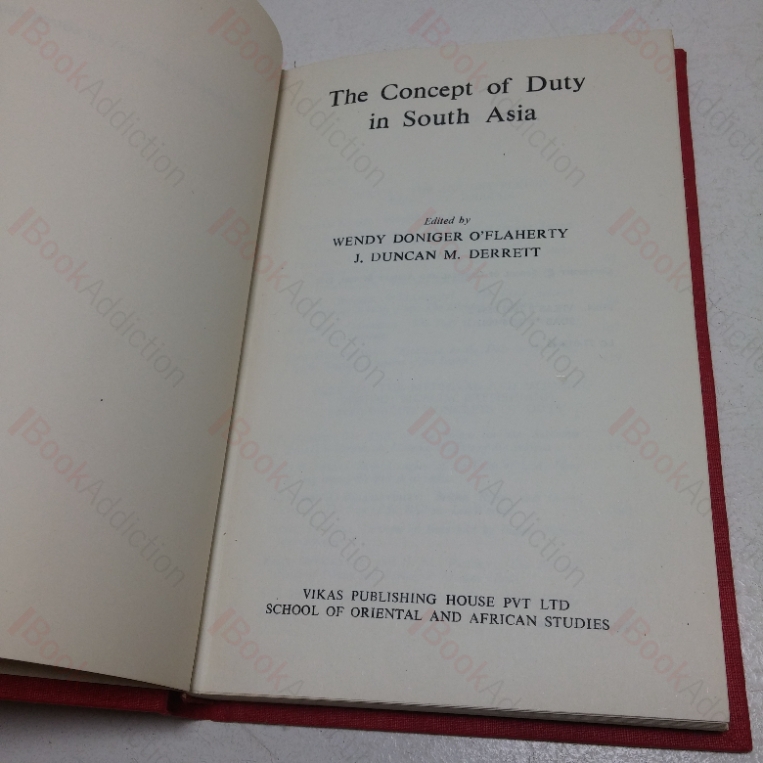 The Concept of Duty
in South Asia
Edited by
WENDY DONIGER O'FLAHERTY
J. DUNCAN M. DERRETT
VIKAS PUBLISHING HOUSE PVT LTD
SCHOOL OF ORIENTAL AND AFRICAN STUDIES
BookAddiction